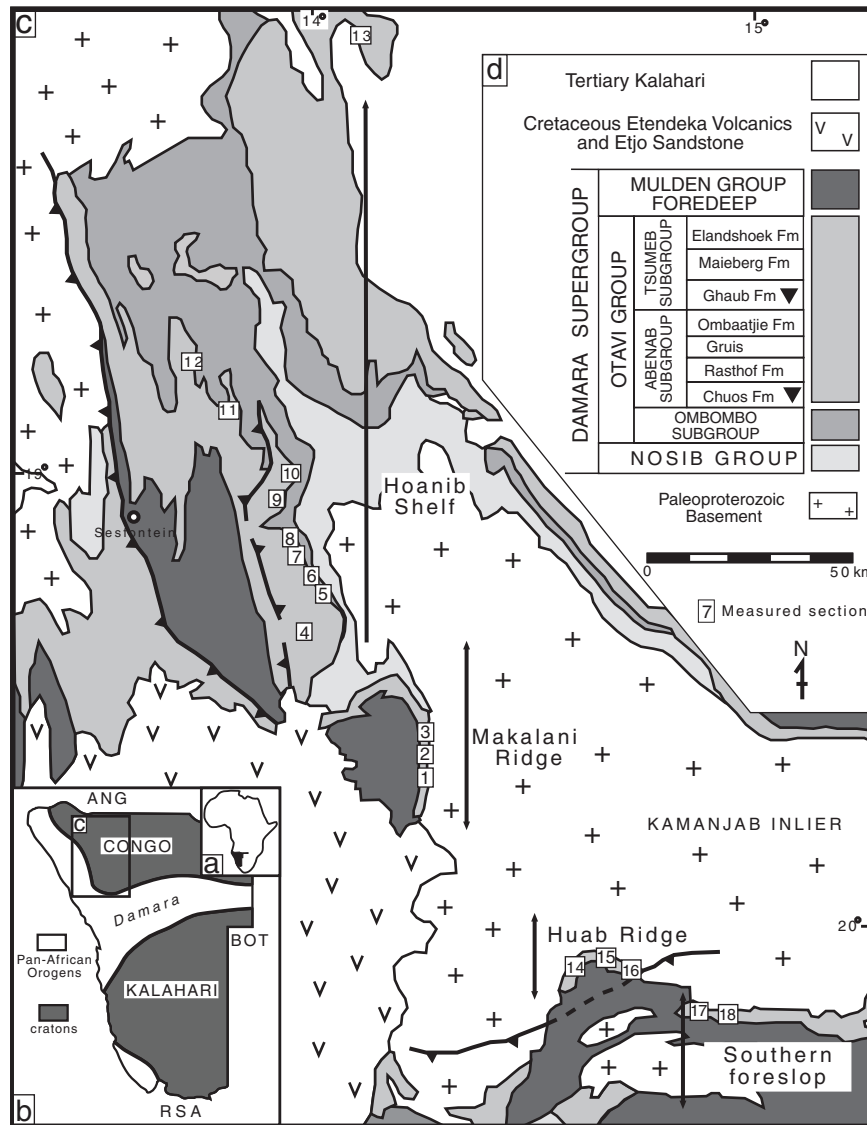 c
14°
15°
13
d
Tertiary Kalahari
Cretaceous Etendeka Volcanics
and Etjo Sandstone
V
V
DAMARA SUPERGROUP
MULDEN GROUP
FOREDEEP
OTAVI GROUP
TSUMEB
SUBGROUP
Elandshoek Fm
Maieberg Fm
Ghaub Fm
ABENAB
SUBGROUP
Ombaatjie Fm
Gruis
Rasthof Fm
Chuos Fm
OMBOMBO
SUBGROUP
NOSIB GROUP
Paleoproterozoic
Basement
0
50 km
7 Measured section
N
12
11
10
19°
Hoanib
Shelf
9
Sesfontein
8
7
6
5
4
3
Makalani
Ridge
2
1
KAMANJAB INLIER
20°
Huab Ridge
14
15
16
17
18
Southern
foreslop
ANG
c
CONGO
a
Damara
BOT
Pan-African
Orogens
KALAHARI
cratons
b
RSA